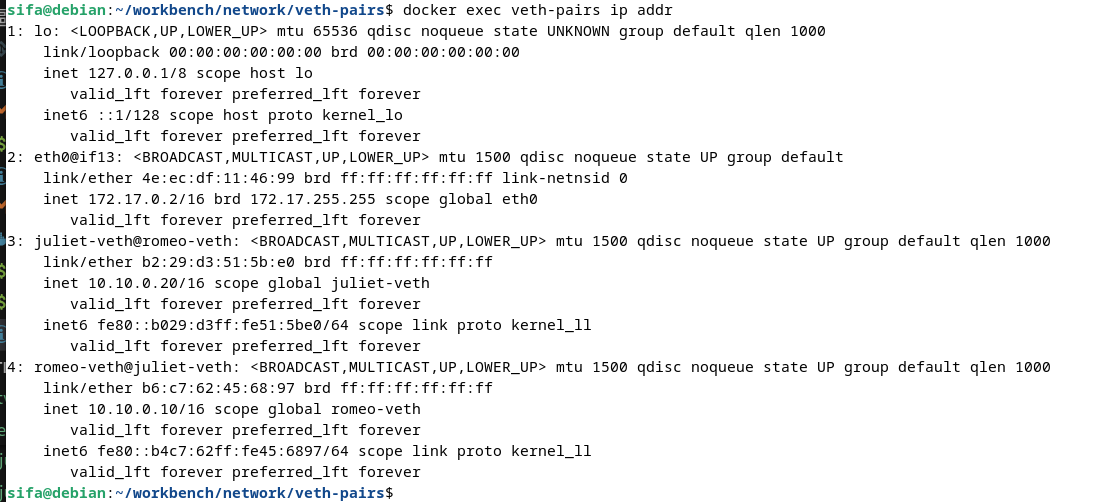 sifa@debian:~/workbench/network/veth-pairs$ docker exec veth-pairs ip addr
1: lo: <LOOPBACK,UP,LOWER_UP> mtu 65536 qdisc noqueue state UNKNOWN group default qlen 1000
    link/loopback 00:00:00:00:00:00 brd 00:00:00:00:00:00
    inet 127.0.0.1/8 scope host lo
       valid_lft forever preferred_lft forever
    inet6 ::1/128 scope host proto kernel_lo
       valid_lft forever preferred_lft forever
2: eth0@if13: <BROADCAST,MULTICAST,UP,LOWER_UP> mtu 1500 qdisc noqueue state UP group default
    link/ether 4e:ec:df:11:46:99 brd ff:ff:ff:ff:ff:ff link-netnsid 0
    inet 172.17.0.2/16 brd 172.17.255.255 scope global eth0
       valid_lft forever preferred_lft forever
3: juliet-veth@romeo-veth: <BROADCAST,MULTICAST,UP,LOWER_UP> mtu 1500 qdisc noqueue state UP group default qlen 1000
    link/ether b2:29:d3:51:5b:e0 brd ff:ff:ff:ff:ff:ff
    inet 10.10.0.20/16 scope global juliet-veth
       valid_lft forever preferred_lft forever
    inet6 fe80::b029:d3ff:fe51:5be0/64 scope link proto kernel_ll
       valid_lft forever preferred_lft forever
4: romeo-veth@juliet-veth: <BROADCAST,MULTICAST,UP,LOWER_UP> mtu 1500 qdisc noqueue state UP group default qlen 1000
    link/ether b6:c7:62:45:68:97 brd ff:ff:ff:ff:ff:ff
    inet 10.10.0.10/16 scope global romeo-veth
       valid_lft forever preferred_lft forever
    inet6 fe80::b4c7:62ff:fe45:6897/64 scope link proto kernel_ll
       valid_lft forever preferred_lft forever
sifa@debian:~/workbench/network/veth-pairs$